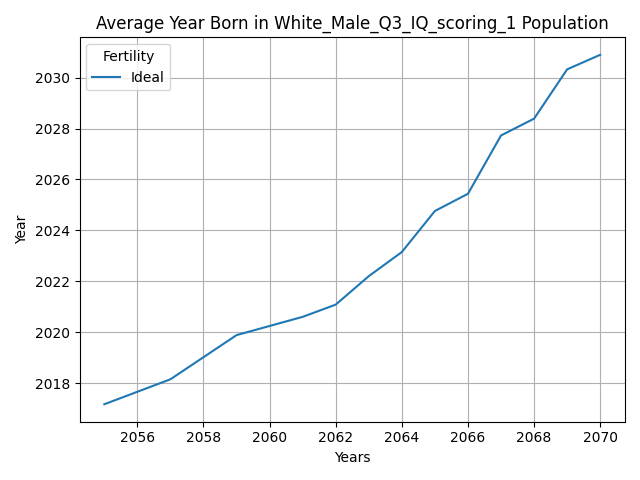 Average Year Born in White_Male_Q3_IQ_scoring_1 Population
Fertility
Ideal
2030
2028
2026
2024
2022
2020
2018
Year
2056 2058 2060 2062 2064 2066 2068 2070
Years